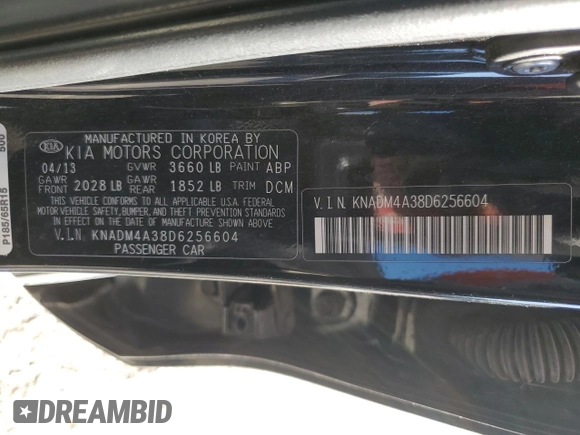 MANUFACTURED IN KOREA BY
KIA KIA MOTORS CORPORATION
04/13 GVWR 3660 LB PAINT ABP
GAWR FRONT 2028 LB GAWR REAR 1852 LB TRIM DCM
THIS VEHICLE CONFORMS TO ALL APPLICABLE FEDERAL
MOTOR VEHICLE SAFETY, BUMPER, AND THEFT PREVENTION STANDARDS
IN EFFECT ON THE DATE OF MANUFACTURE SHOWN ABOVE
V.I.N. KNADM4A38D6256604
PASSENGER CAR
V.I.N. KNADM4A38D6256604
P185/65R15
DREAMBID